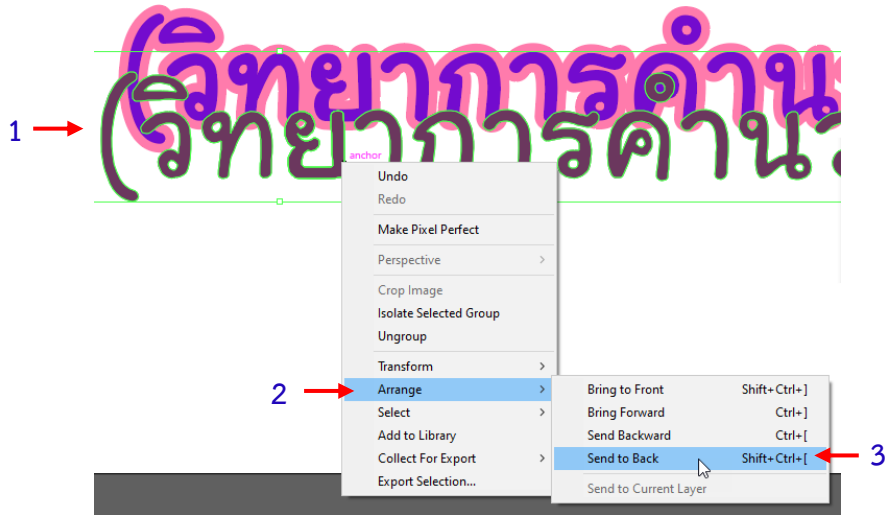 (วิทยาการคำน
(วิทยาการคำนว
1
anchor
Undo
Redo
Make Pixel Perfect
Perspective
Crop Image
Isolate Selected Group
Ungroup
Transform
2
Arrange
Select
Add to Library
Collect For Export
Export Selection...
Bring to Front Shift+Ctrl+]
Bring Forward Ctrl+]
Send Backward Ctrl+[
Send to Back Shift+Ctrl+[
3
Send to Current Layer